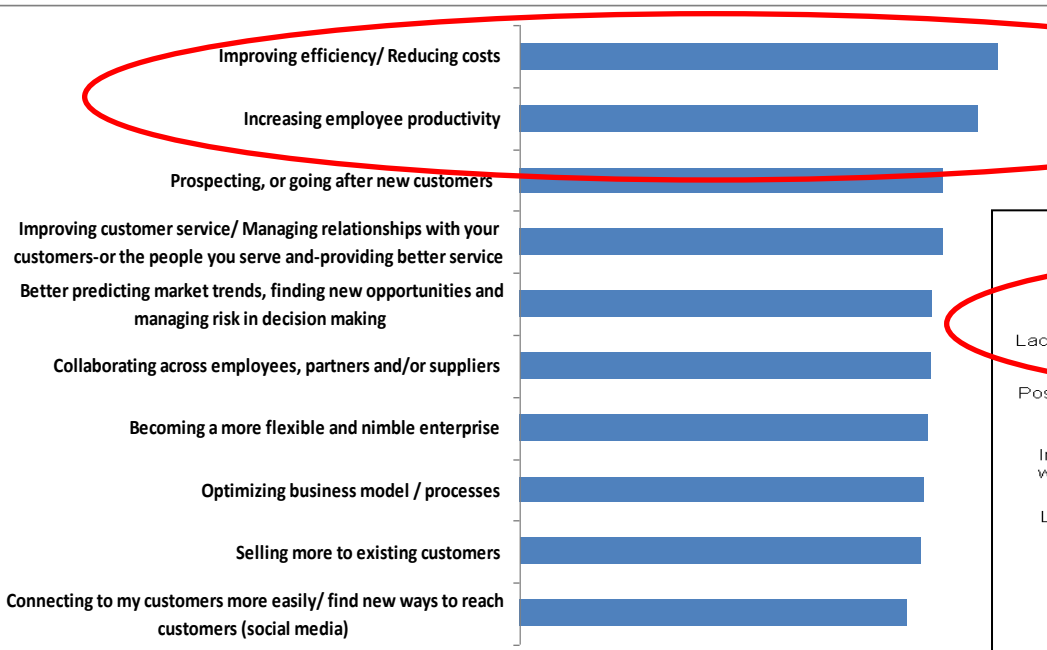 Improving efficiency/ Reducing costs
Increasing employee productivity
Prospecting, or going after new customers
Improving customer service/ Managing relationships with your
customers-or the people you serve and-providing better service
Better predicting market trends, finding new opportunities and
managing risk in decision making
Collaborating across employees, partners and/or suppliers
Becoming a more flexible and nimble enterprise
Optimizing business model / processes
Selling more to existing customers
Connecting to my customers more easily/ find new ways to reach
customers (social media)